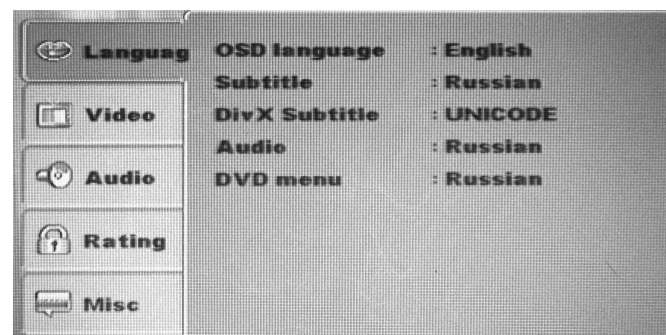 Languag
OSD language : English
Subtitle : Russian
Video
DivX Subtitle : UNICODE
Audio : Russian
Audio
DVD menu : Russian
Rating
Misc